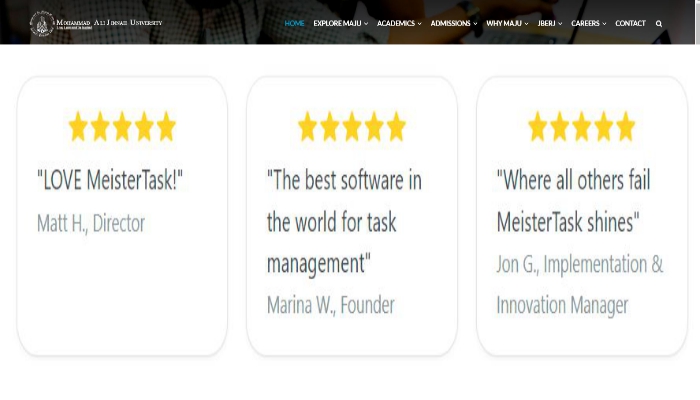 Mohammad Ali Jinnah University
HOME EXPLORE MAJU ACADEMICS ADMISSIONS WHY MAJU JBERJ CAREERS CONTACT
"LOVE MeisterTask!"
Matt H., Director
"The best software in
the world for task
management"
Marina W., Founder
"Where all others fail
MeisterTask shines"
Jon G., Implementation &
Innovation Manager